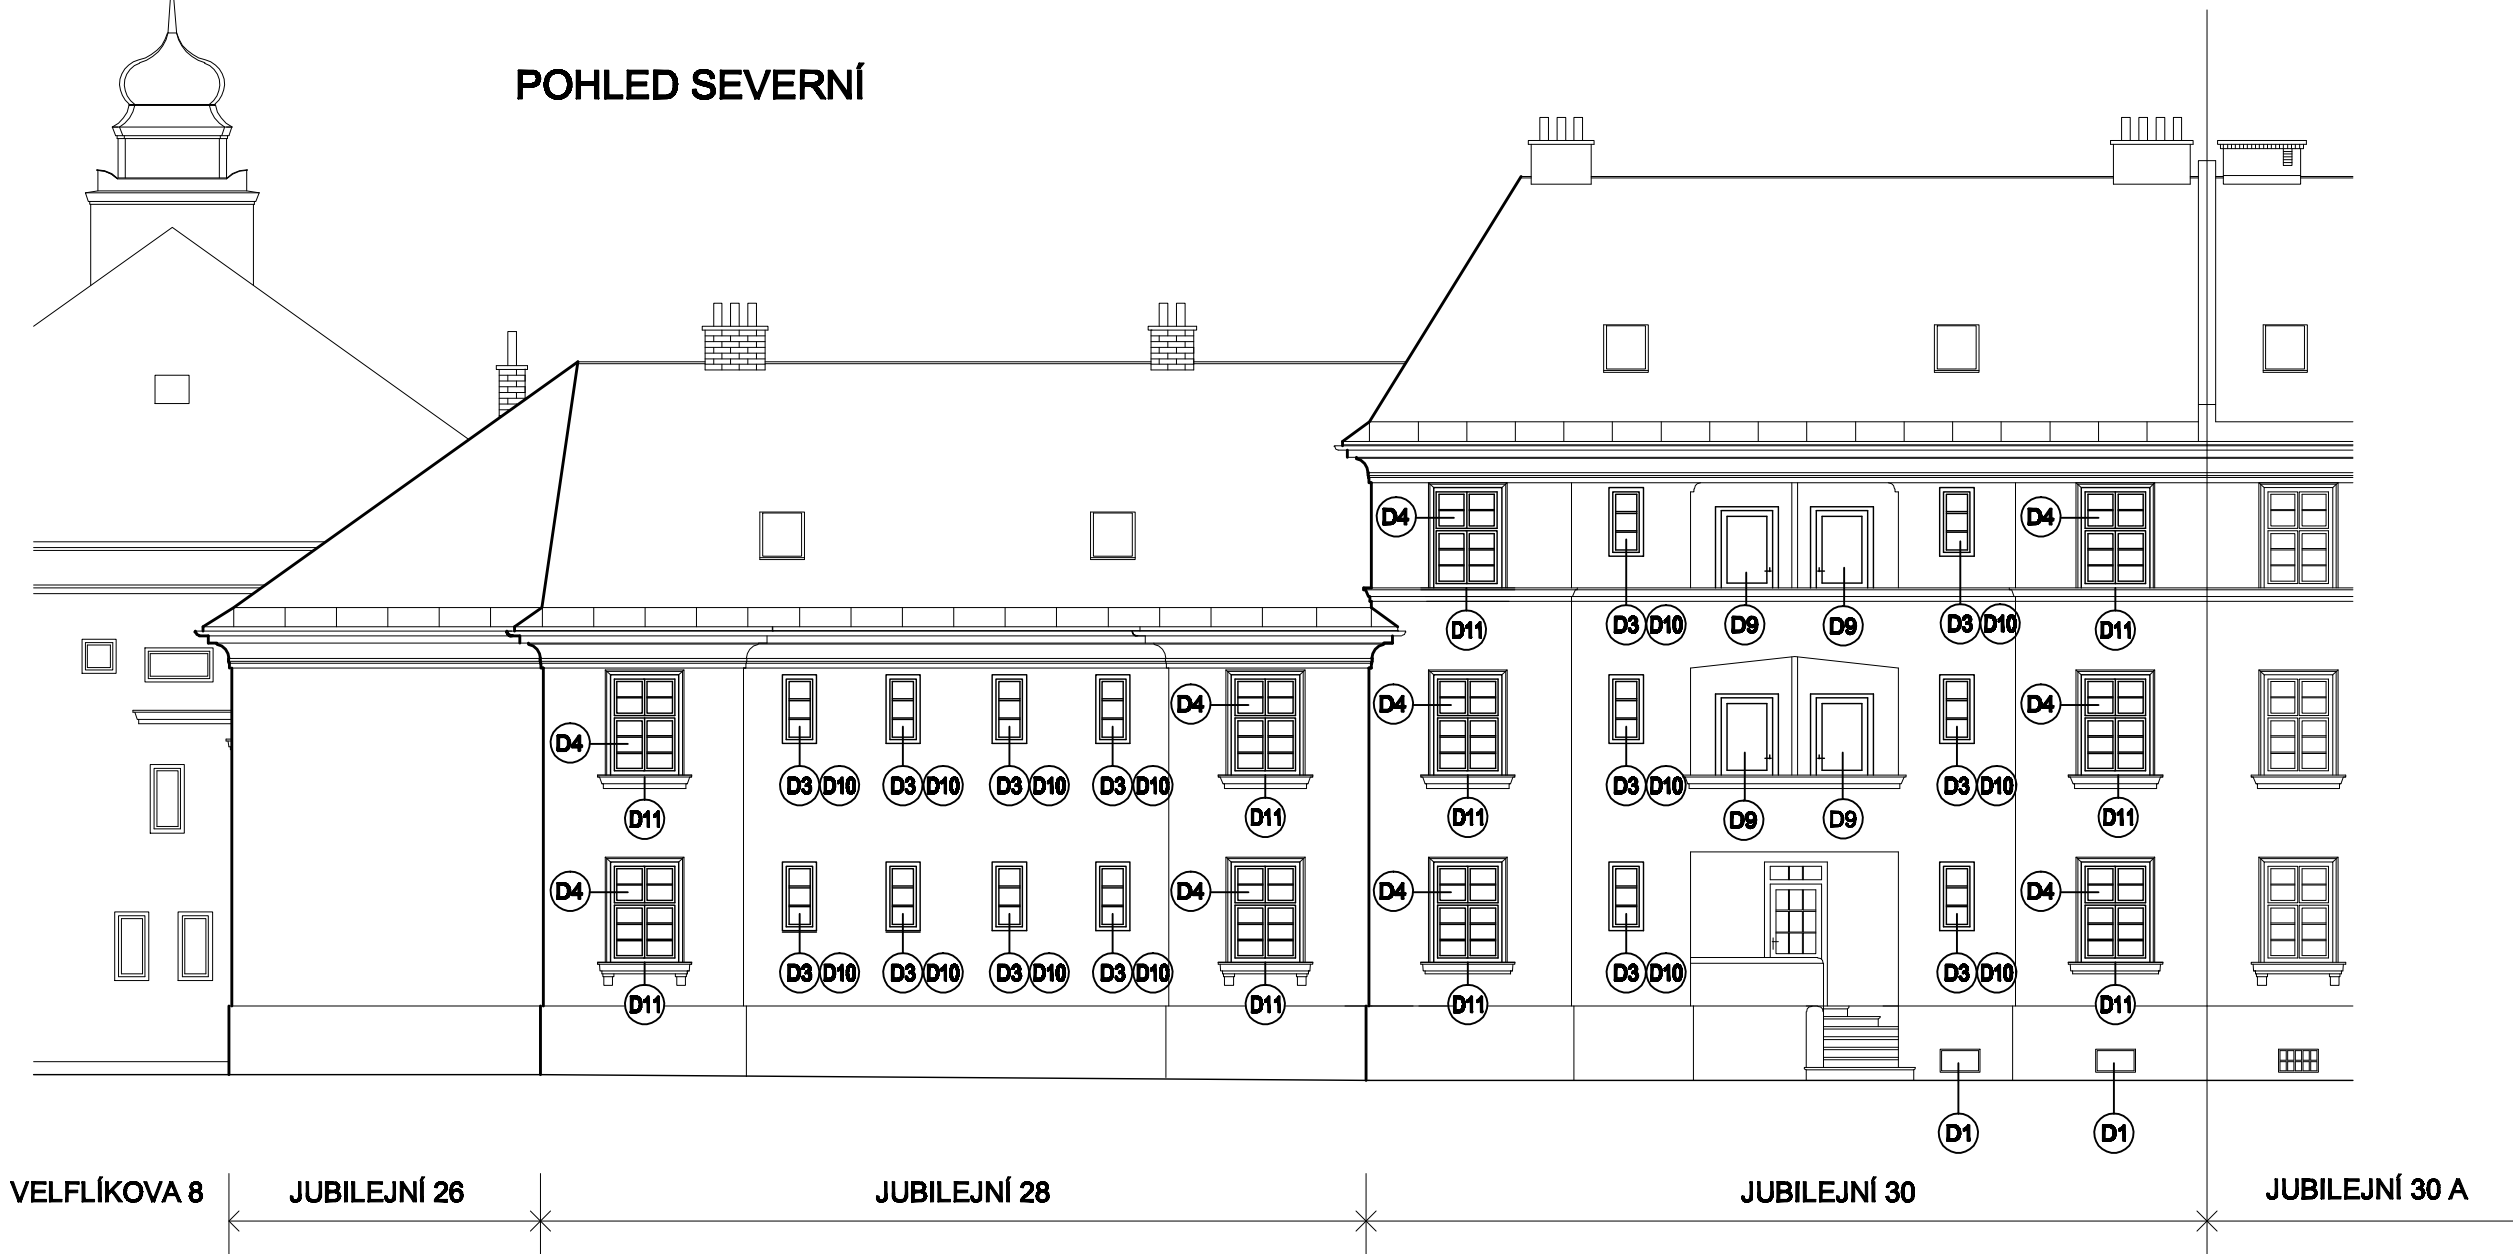 POHLED SEVERNÍ
D4 D4
D11 D3 D10 D9 D9 D3 D10 D11
D4 D4 D4 D4
D3 D10 D3 D10 D3 D10 D3 D10 D3 D10 D3 D10
D11 D11 D11 D9 D9 D11
D4 D4 D4 D4
D3 D10 D3 D10 D3 D10 D3 D10 D3 D10 D3 D10
D11 D11 D11 D11
D1 D1
VELFLÍKOVA 8 JUBILEJNÍ 26 JUBILEJNÍ 28 JUBILEJNÍ 30 JUBILEJNÍ 30 A